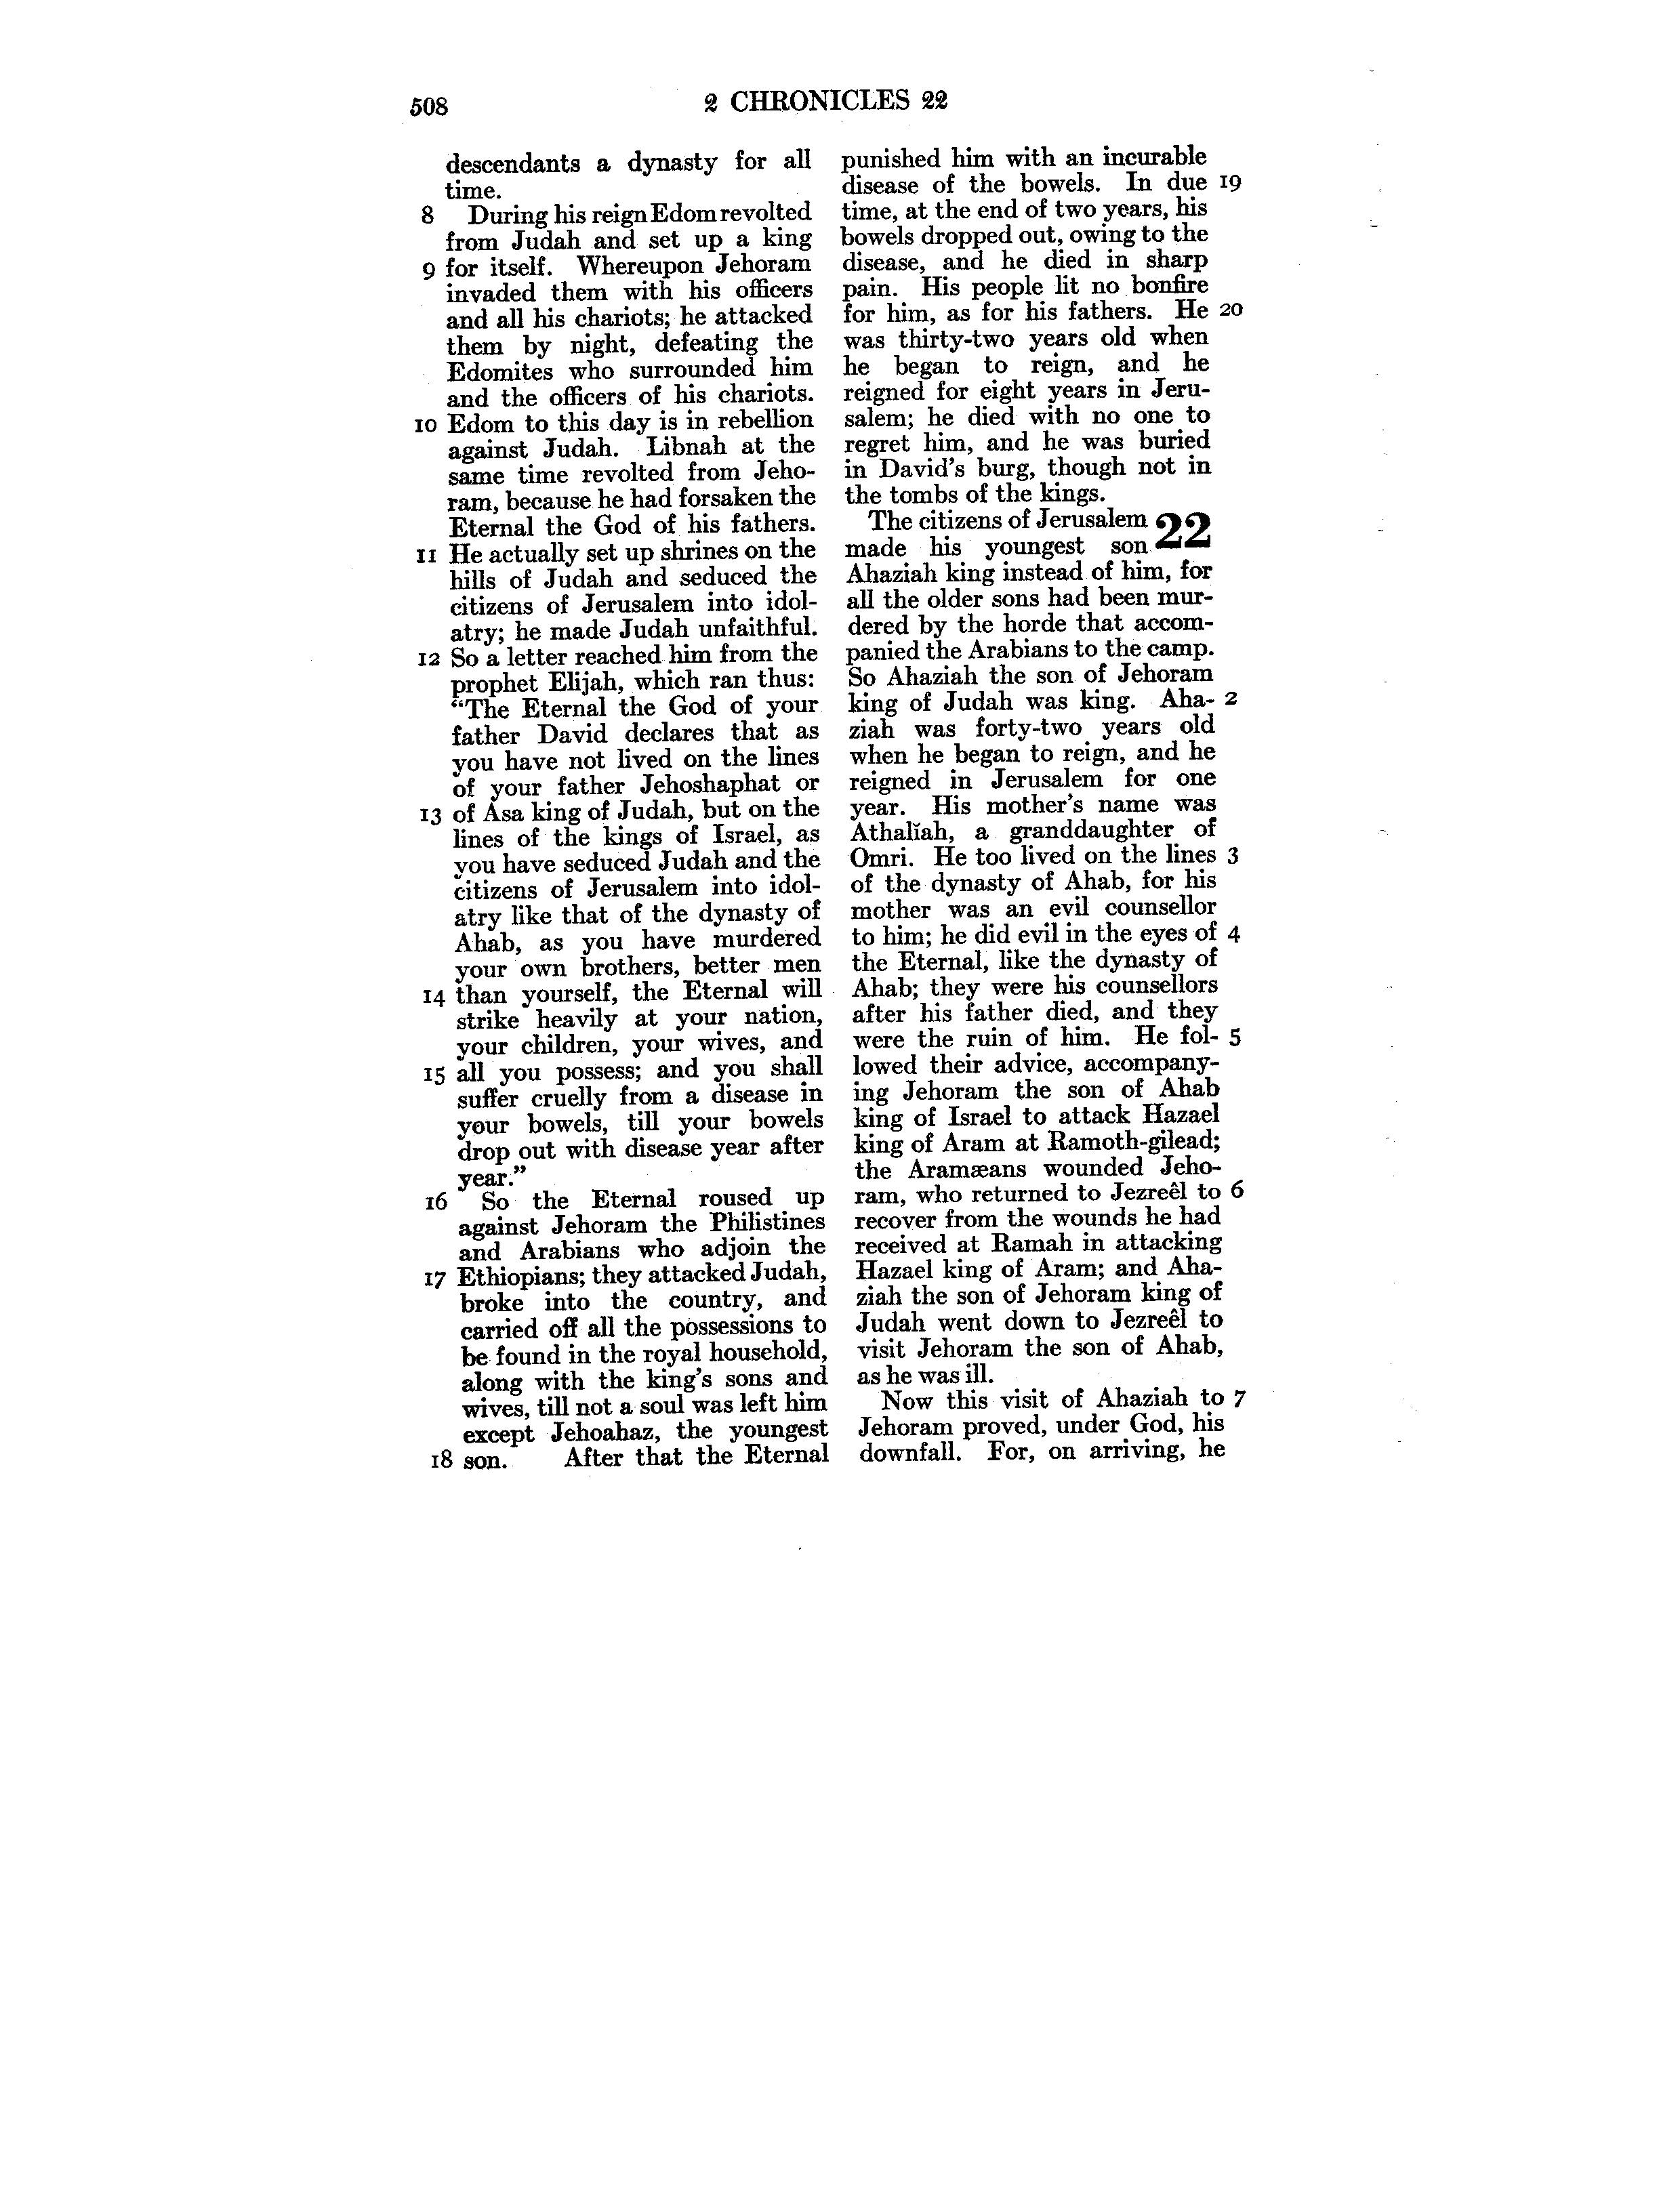 508
2 CHRONICLES 22
descendants a dynasty for all
time.
8 During his reign Edom revolted
from Judah and set up a king
9 for itself. Whereupon Jehoram
invaded them with his officers
and all his chariots; he attacked
them by night, defeating the
Edomites who surrounded him
and the officers of his chariots.
10 Edom to this day is in rebellion
against Judah. Libnah at the
same time revolted from Jeho-
ram, because he had forsaken the
Eternal the God of his fathers.
11 He actually set up shrines on the
hills of Judah and seduced the
citizens of Jerusalem into idol-
atry; he made Judah unfaithful.
12 So a letter reached him from the
prophet Elijah, which ran thus:
“The Eternal the God of your
father David declares that as
you have not lived on the lines
of your father Jehoshaphat or
13 of Asa king of Judah, but on the
lines of the kings of Israel, as
you have seduced Judah and the
citizens of Jerusalem into idol-
atry like that of the dynasty of
Ahab, as you have murdered
your own brothers, better men
14 than yourself, the Eternal will
strike heavily at your nation,
your children, your wives, and
15 all you possess; and you shall
suffer cruelly from a disease in
your bowels, till your bowels
drop out with disease year after
year.”
16 So the Eternal roused up
against Jehoram the Philistines
and Arabians who adjoin the
17 Ethiopians; they attacked Judah,
broke into the country, and
carried off all the possessions to
be found in the royal household,
along with the king’s sons and
wives, till not a soul was left him
except Jehoahaz, the youngest
18 son. After that the Eternal
punished him with an incurable
disease of the bowels. In due 19
time, at the end of two years, his
bowels dropped out, owing to the
disease, and he died in sharp
pain. His people lit no bonfire
for him, as for his fathers. He 20
was thirty-two years old when
he began to reign, and he
reigned for eight years in Jeru-
salem; he died with no one to
regret him, and he was buried
in David’s burg, though not in
the tombs of the kings.
The citizens of Jerusalem 22
made his youngest son
Ahaziah king instead of him, for
all the older sons had been mur-
dered by the horde that accom-
panied the Arabians to the camp.
So Ahaziah the son of Jehoram
king of Judah was king. Aha- 2
ziah was forty-two years old
when he began to reign, and he
reigned in Jerusalem for one
year. His mother’s name was
Athalĭah, a granddaughter of
Omri. He too lived on the lines 3
of the dynasty of Ahab, for his
mother was an evil counsellor
to him; he did evil in the eyes of 4
the Eternal, like the dynasty of
Ahab; they were his counsellors
after his father died, and they
were the ruin of him. He fol- 5
lowed their advice, accompany-
ing Jehoram the son of Ahab
king of Israel to attack Hazael
king of Aram at Ramoth-gilead;
the Aramæans wounded Jeho-
ram, who returned to Jezreêl to 6
recover from the wounds he had
received at Ramah in attacking
Hazael king of Aram; and Aha-
ziah the son of Jehoram king of
Judah went down to Jezreêl to
visit Jehoram the son of Ahab,
as he was ill.
Now this visit of Ahaziah to 7
Jehoram proved, under God, his
downfall. For, on arriving, he